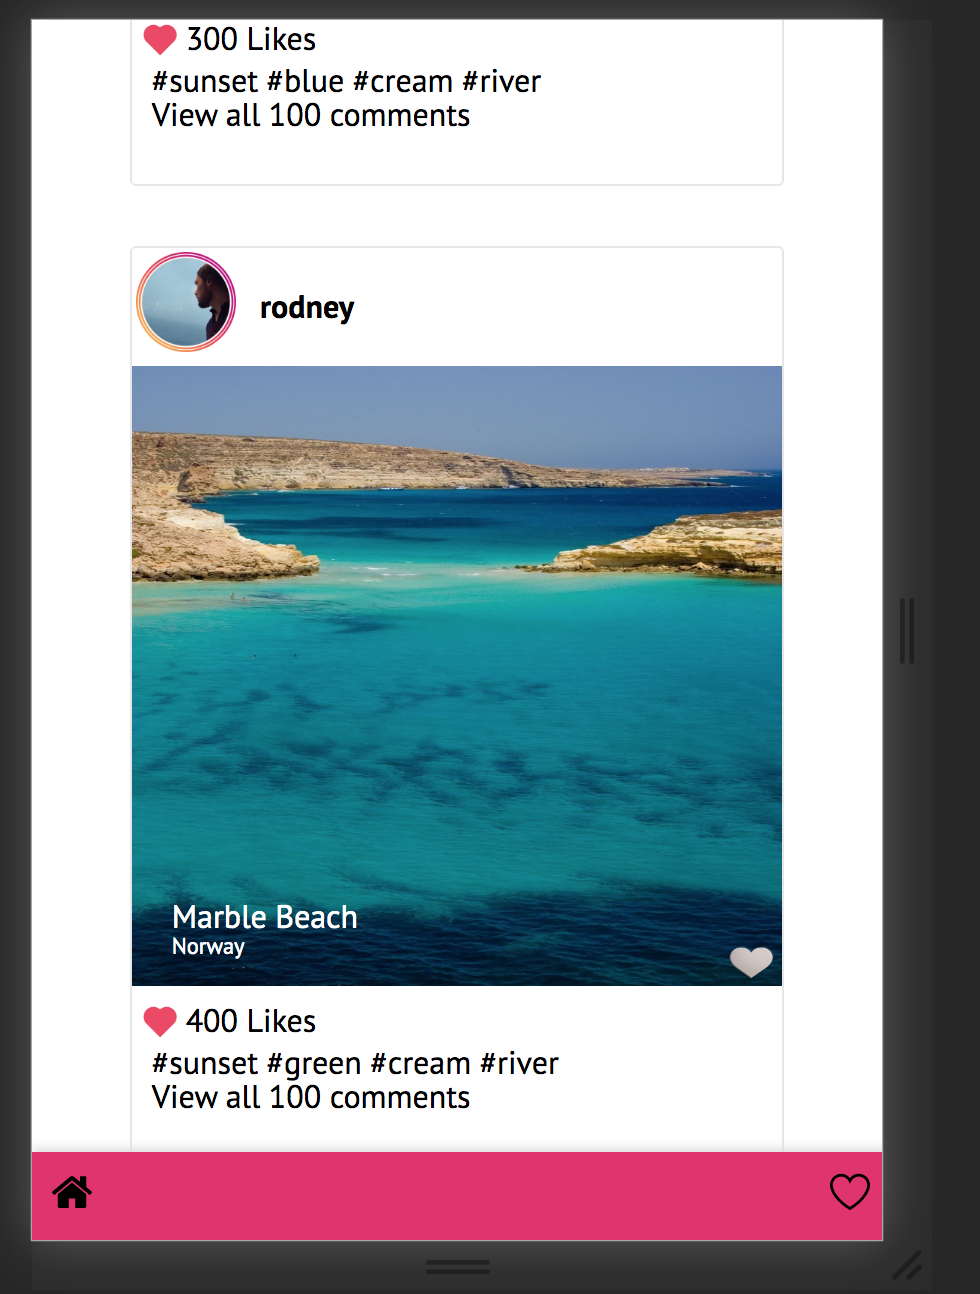 300 Likes
#sunset #blue #cream #river
View all 100 comments
rodney
Marble Beach
Norway
400 Likes
#sunset #green #cream #river
View all 100 comments